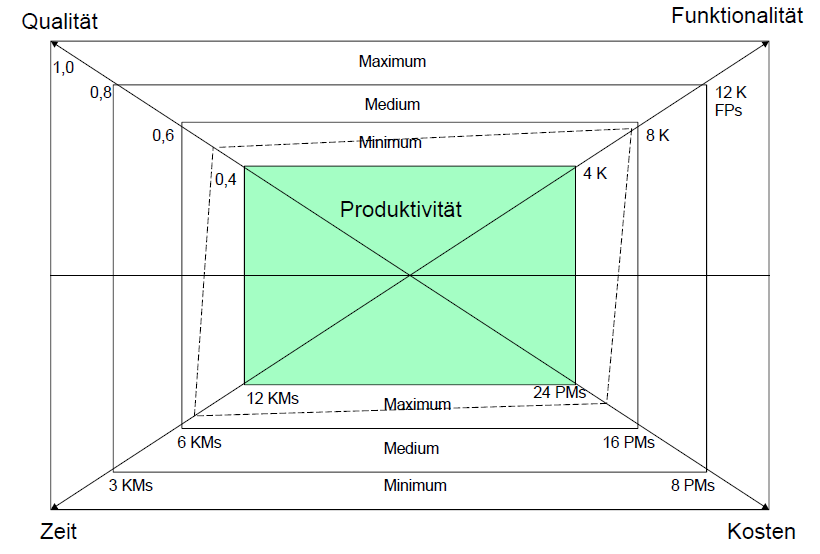 Qualität
Funktionalität
1,0
Maximum
0,8
12 K
FPs
Medium
0,6
8 K
Minimum
0,4
4 K
Produktivität
12 KMs
24 PMs
Maximum
6 KMs
16 PMs
Medium
3 KMs
Minimum
8 PMs
Zeit
Kosten